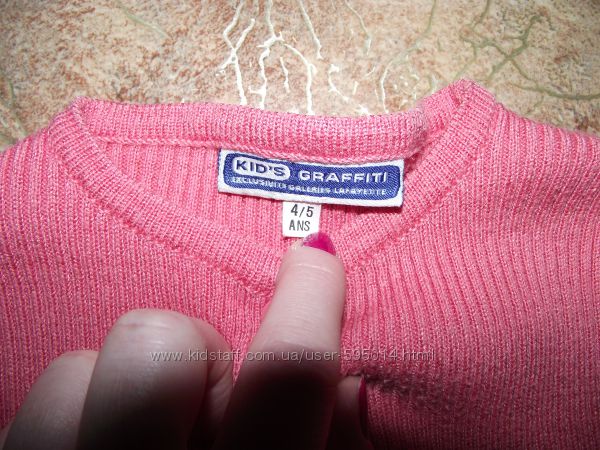 KID'S GRAFFITI
EXCLUSIVITE GALERIES LAFAYETTE
4/5
ANS
www.kidstaff.com.ua/user-595014.html